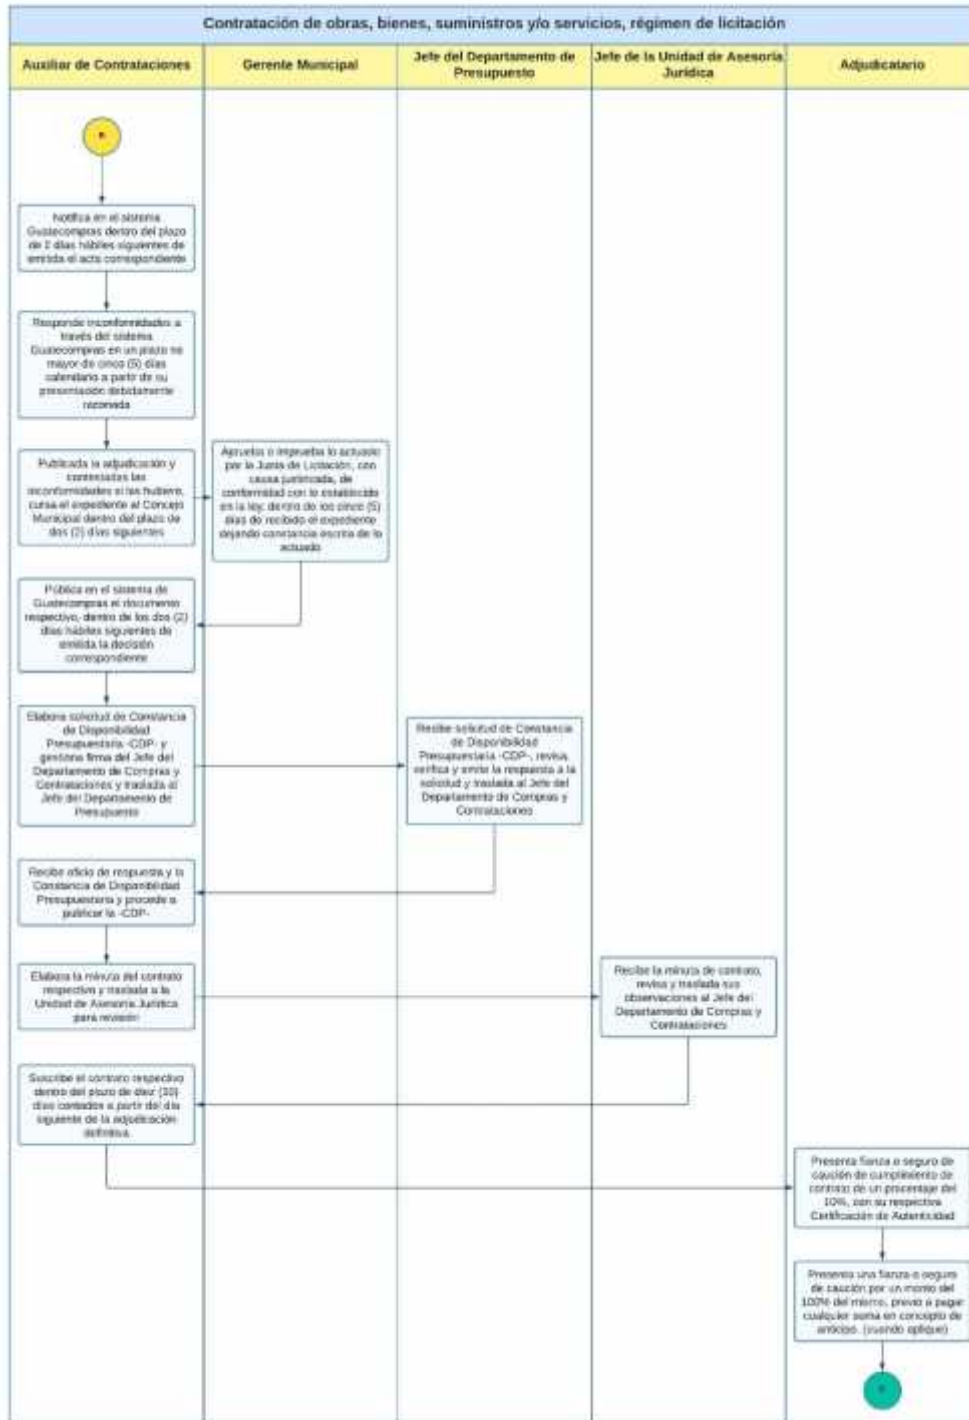 Contratación de obras, bienes, suministros y/o servicios, régimen de licitación
Auxiliar de Contrataciones
Gerente Municipal
Jefe del Departamento de
Presupuesto
Jefe de la Unidad de Asesoría
Jurídica
Adjudicatario
Notifica en el sistema
Guatecompras dentro del plazo
de 2 días hábiles siguientes de
emitida el acta correspondiente
Responde inconformidades a
través del sistema
Guatecompras en un plazo no
mayor de cinco (5) días
calendario a partir de su
presentación debidamente
razonada
Publicada la adjudicación y
contestadas las
inconformidades si las hubiere,
cursa el expediente al Concejo
Municipal dentro del plazo de
dos (2) días siguientes
Aprueba o imprueba lo actuado
por la Junta de Licitación, con
causa justificada, de
conformidad con lo establecido
en la ley; dentro de los cinco (5)
días de recibido el expediente
dejando constancia escrita de lo
actuado
Pública en el sistema de
Guatecompras el documento
respectivo, dentro de los dos (2)
días hábiles siguientes de
emitida la decisión
correspondiente
Elabora solicitud de Constancia
de Disponibilidad
Presupuestaria -CDP- y
gestiona firma del Jefe del
Departamento de Compras y
Contrataciones y traslada al
Jefe del Departamento de
Presupuesto
Recibe solicitud de Constancia
de Disponibilidad
Presupuestaria -CDP-, revisa,
verifica y emite la respuesta a la
solicitud y traslada al Jefe del
Departamento de Compras y
Contrataciones
Recibe oficio de respuesta y la
Constancia de Disponibilidad
Presupuestaria y procede a
publicar la -CDP-
Elabora la minuta del contrato
respectivo y traslada a la
Unidad de Asesoría Jurídica
para revisión
Recibe la minuta de contrato,
revisa y traslada sus
observaciones al Jefe del
Departamento de Compras y
Contrataciones
Suscribe el contrato respectivo
dentro del plazo de diez (10)
días contados a partir del día
siguiente de la adjudicación
definitiva.
Presenta fianza o seguro de
caución de cumplimiento de
contrato de un porcentaje del
10%, con su respectiva
Certificación de Autenticidad
Presenta una fianza o seguro
de caución por un monto del
100% del mismo, previo a pagar
cualquier suma en concepto de
anticipo. (cuando aplique)